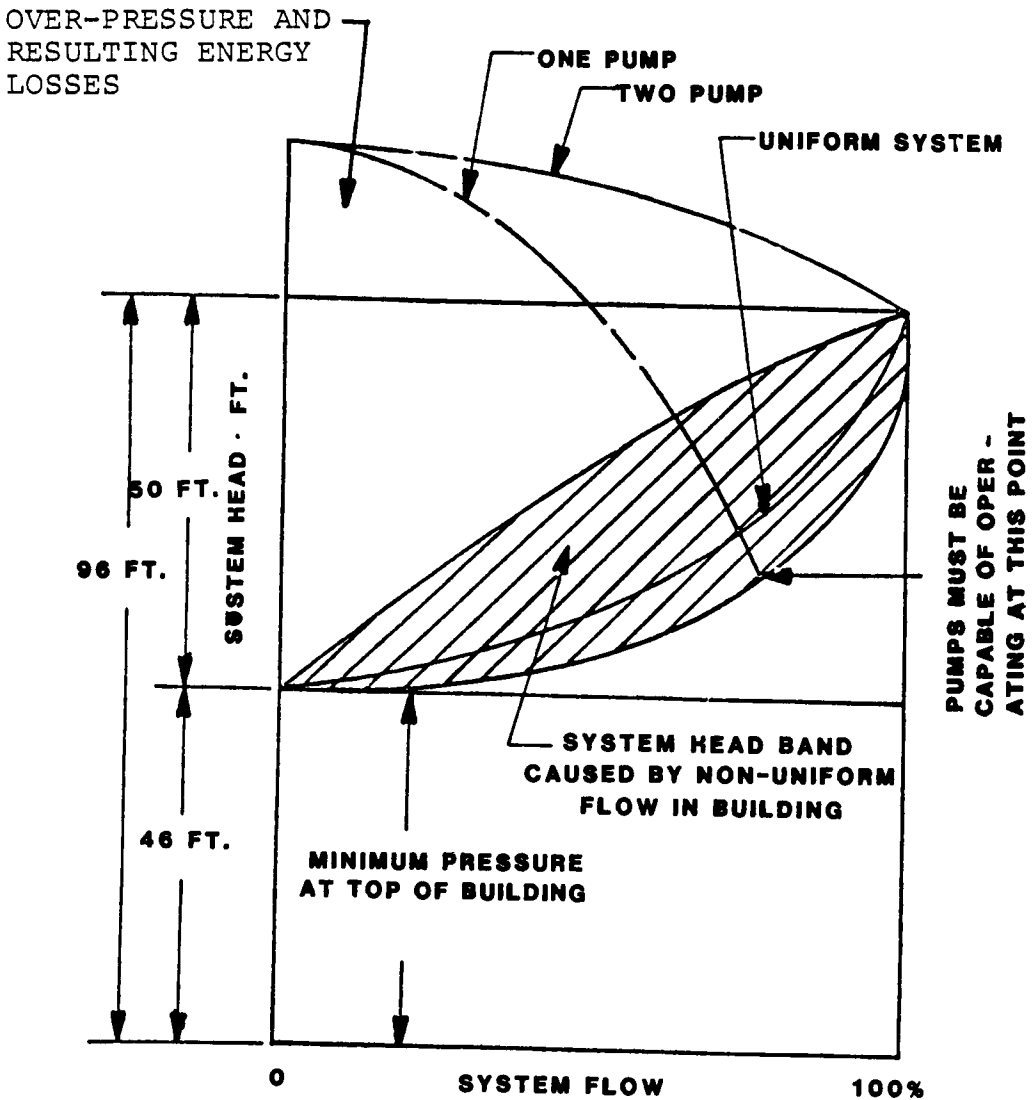 OVER-PRESSURE AND
RESULTING ENERGY
LOSSES
ONE PUMP
TWO PUMP
UNIFORM SYSTEM
50 FT.
96 FT.
SÜSTEM HEAD · FT.
46 FT.
PUMPS MUST BE
CAPABLE OF OPER -
ATING AT THIS POINT
SYSTEM HEAD BAND
CAUSED BY NON-UNIFORM
FLOW IN BUILDING
MINIMUM PRESSURE
AT TOP OF BUILDING
0
SYSTEM FLOW
100%